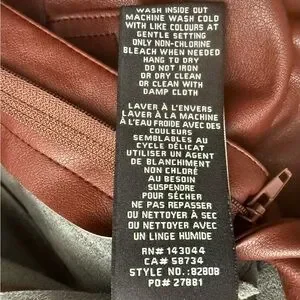 WASH INSIDE OUT
MACHINE WASH COLD
WITH LIKE COLOURS AT
GENTLE SETTING
ONLY NON-CHLORINE
BLEACH WHEN NEEDED
HANG TO DRY
DO NOT IRON
OR DRY CLEAN
OR CLEAN WITH
DAMP CLOTH
LAVER À L'ENVERS
LAVER À LA MACHINE
À L'EAU FROIDE AVEC DES
COULEURS
SEMBLABLES AU
CYCLE DÉLICAT
UTILISER UN AGENT
DE BLANCHIMENT
NON CHLORÉ
AU BESOIN
SUSPENDRE
POUR SÉCHER
NE PAS REPASSER
OU NETTOYER À SEC
OU NETTOYER AVEC
UN LINGE HUMIDE
RN# 143044
CA# 58734
STYLE NO.:8280B
PO# 27881